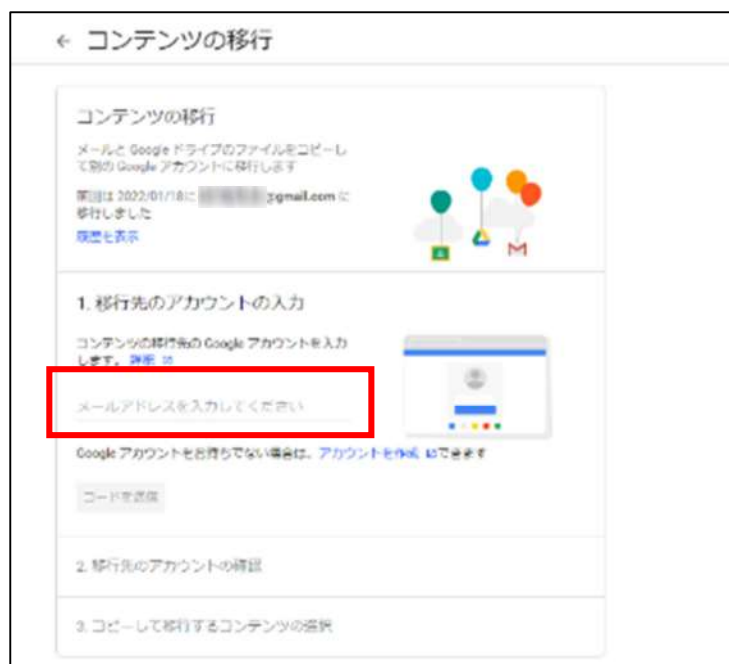 ← コンテンツの移行
コンテンツの移行
メールと Google ドライブのファイルをコピーし
て別の Google アカウントに移行します
前回は 2022/01/18に @gmail.com に
移行しました
履歴を表示
1. 移行先のアカウントの入力
コンテンツの移行先の Google アカウントを入力
します。 詳細
メールアドレスを入力してください
Google アカウントをお持ちでない場合は、アカウントを作成 できます
コードを送信
2. 移行先のアカウントの確認
3. コピーして移行するコンテンツの選択